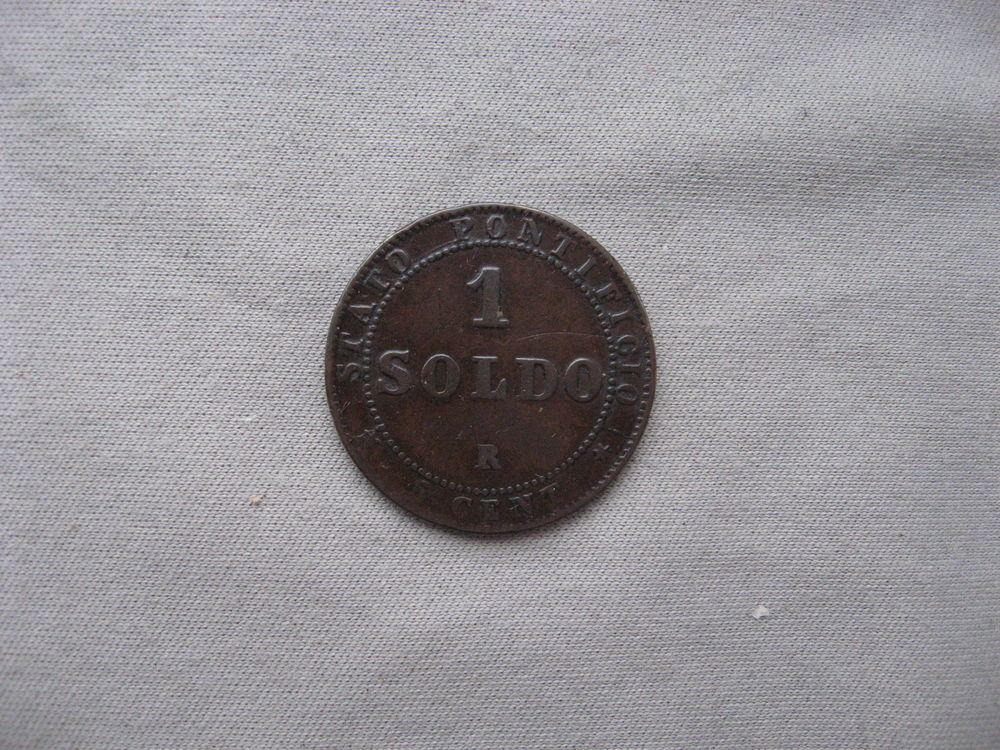 STATO PONTIFICIO
1
SOLDO
R
5 CENT